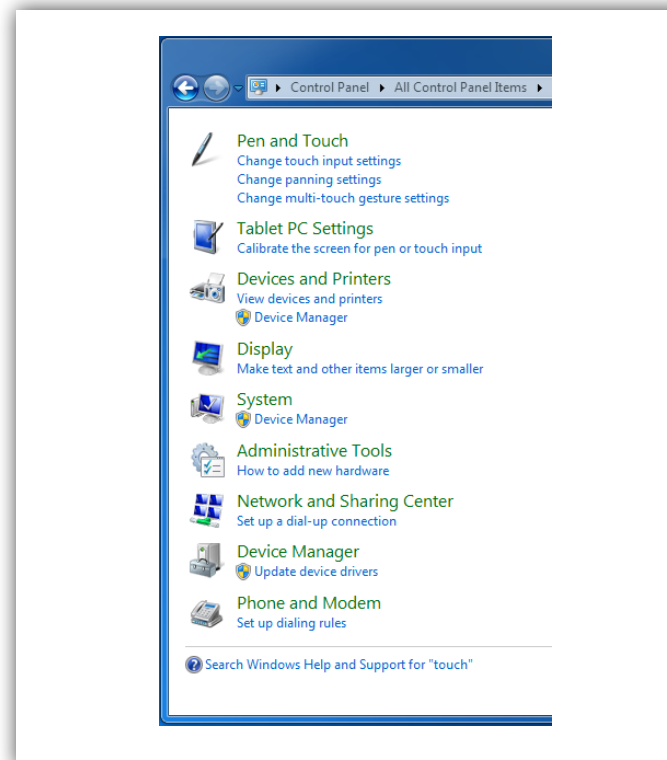 Control Panel All Control Panel Items
Pen and Touch
Change touch input settings
Change panning settings
Change multi-touch gesture settings
Tablet PC Settings
Calibrate the screen for pen or touch input
Devices and Printers
View devices and printers
Device Manager
Display
Make text and other items larger or smaller
System
Device Manager
Administrative Tools
How to add new hardware
Network and Sharing Center
Set up a dial-up connection
Device Manager
Update device drivers
Phone and Modem
Set up dialing rules
Search Windows Help and Support for "touch"